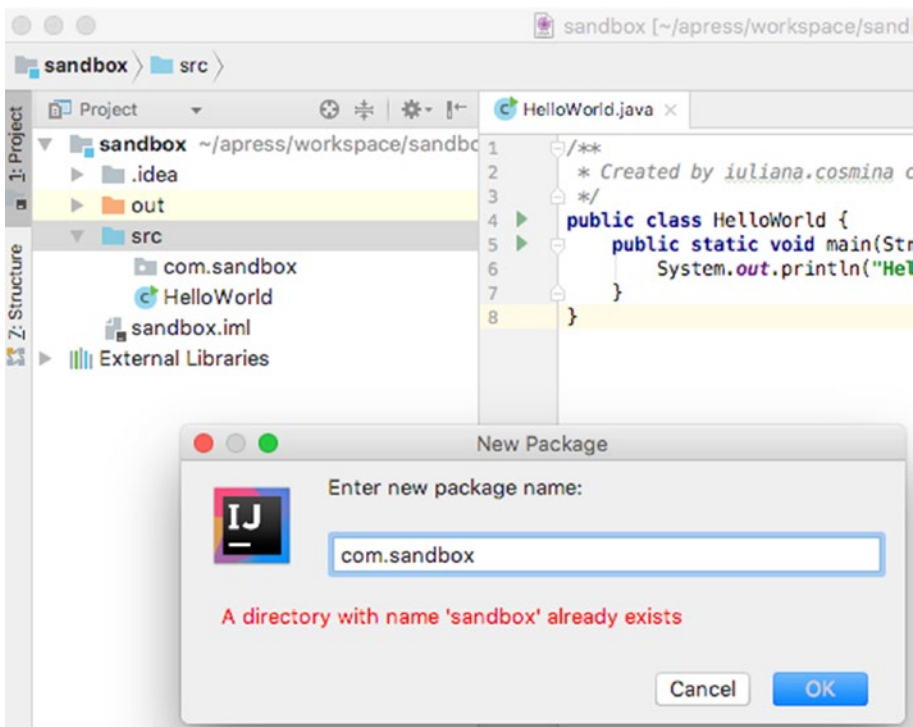 sandbox [~/apress/workspace/sand
sandbox src
1: Project
Z: Structure
Project
sandbox ~/apress/workspace/sandbo
.idea
out
src
com.sandbox
HelloWorld
sandbox.iml
External Libraries
HelloWorld.java
1 /**
2 * Created by iuliana.cosmina o
3 */
4 public class HelloWorld {
5 public static void main(Str
6 System.out.println("Hel
7 }
8 }
New Package
IJ
Enter new package name:
com.sandbox
A directory with name 'sandbox' already exists
Cancel OK